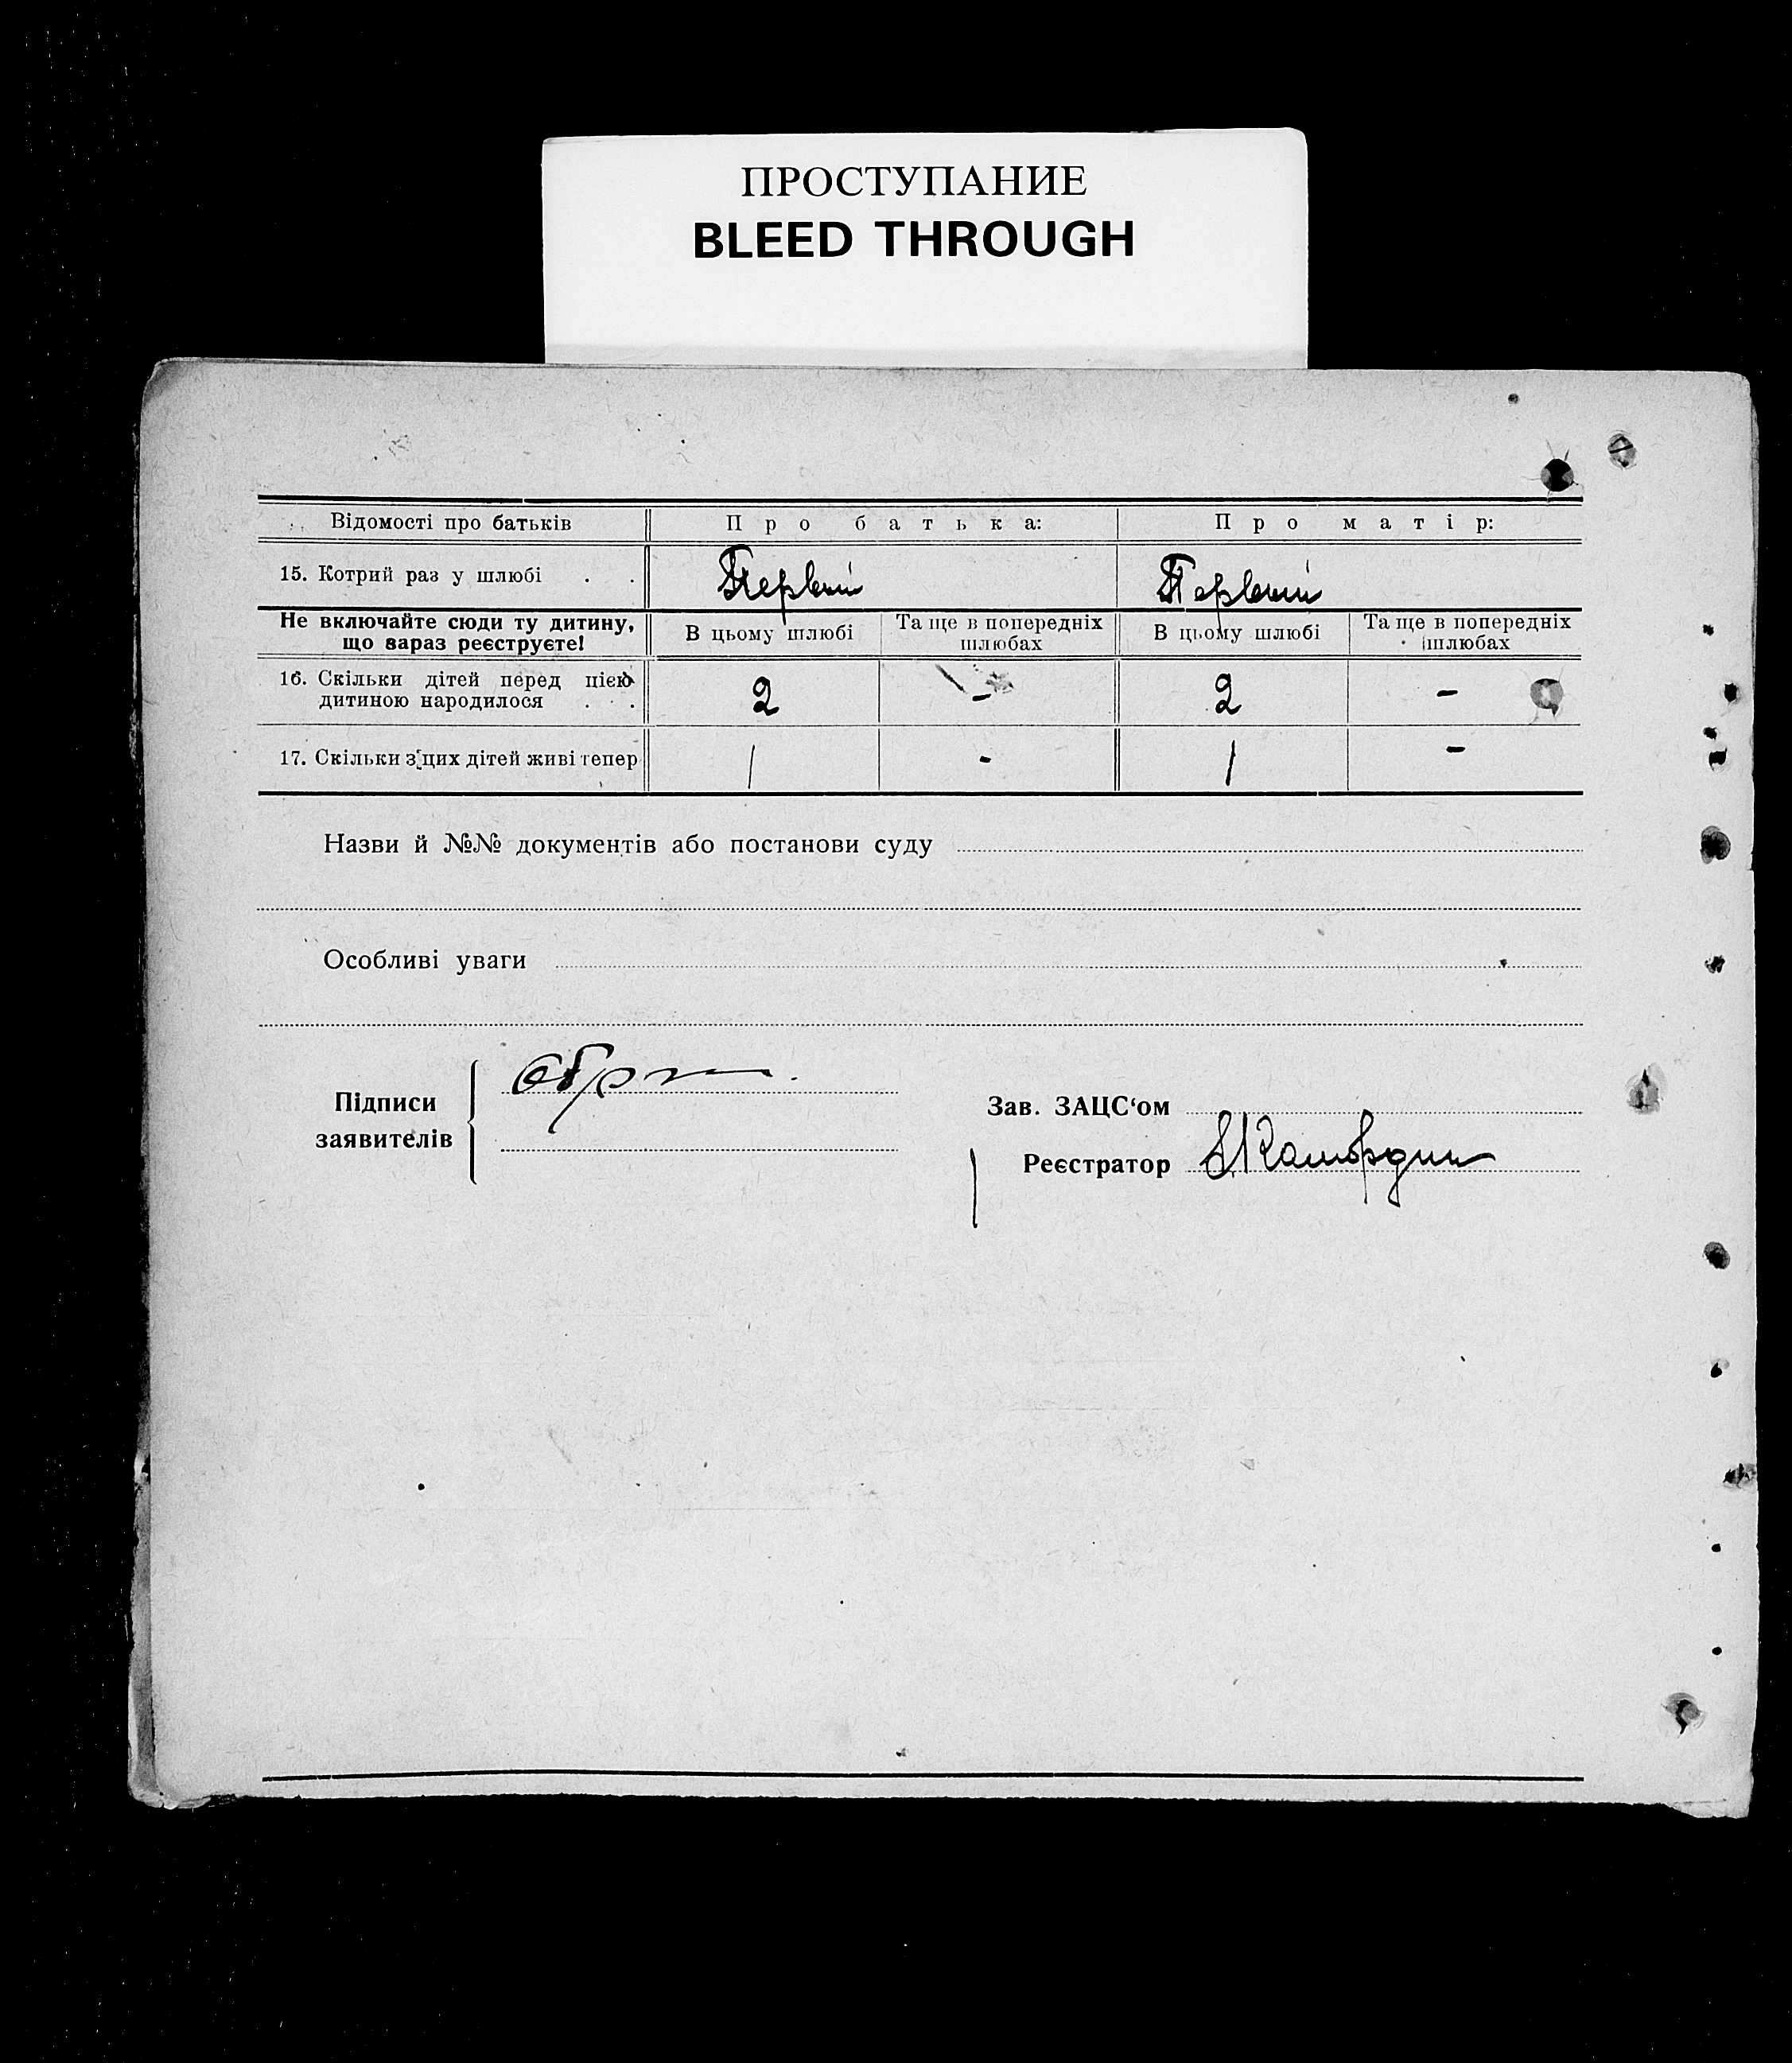 ПРОСТУПАНИЕ
BLEED THROUGH
Відомості про батьків Про батька: Про матір:
15. Котрий раз у шлюбі . . Первый Первый
Не включайте сюди ту дитину, що зараз реєструєте! В цьому шлюбі Та ще в попередніх шлюбах В цьому шлюбі Та ще в попередніх шлюбах
16. Скільки дітей перед цією
дитиною народилося . . . 2 - 2 -
17. Скільки з цих дітей живі тепер 1 - 1 -
Назви й №№ документів або постанови суду
Особливі уваги
Підписи
заявителів
Зав. ЗАЦС‘ом
Реєстратор